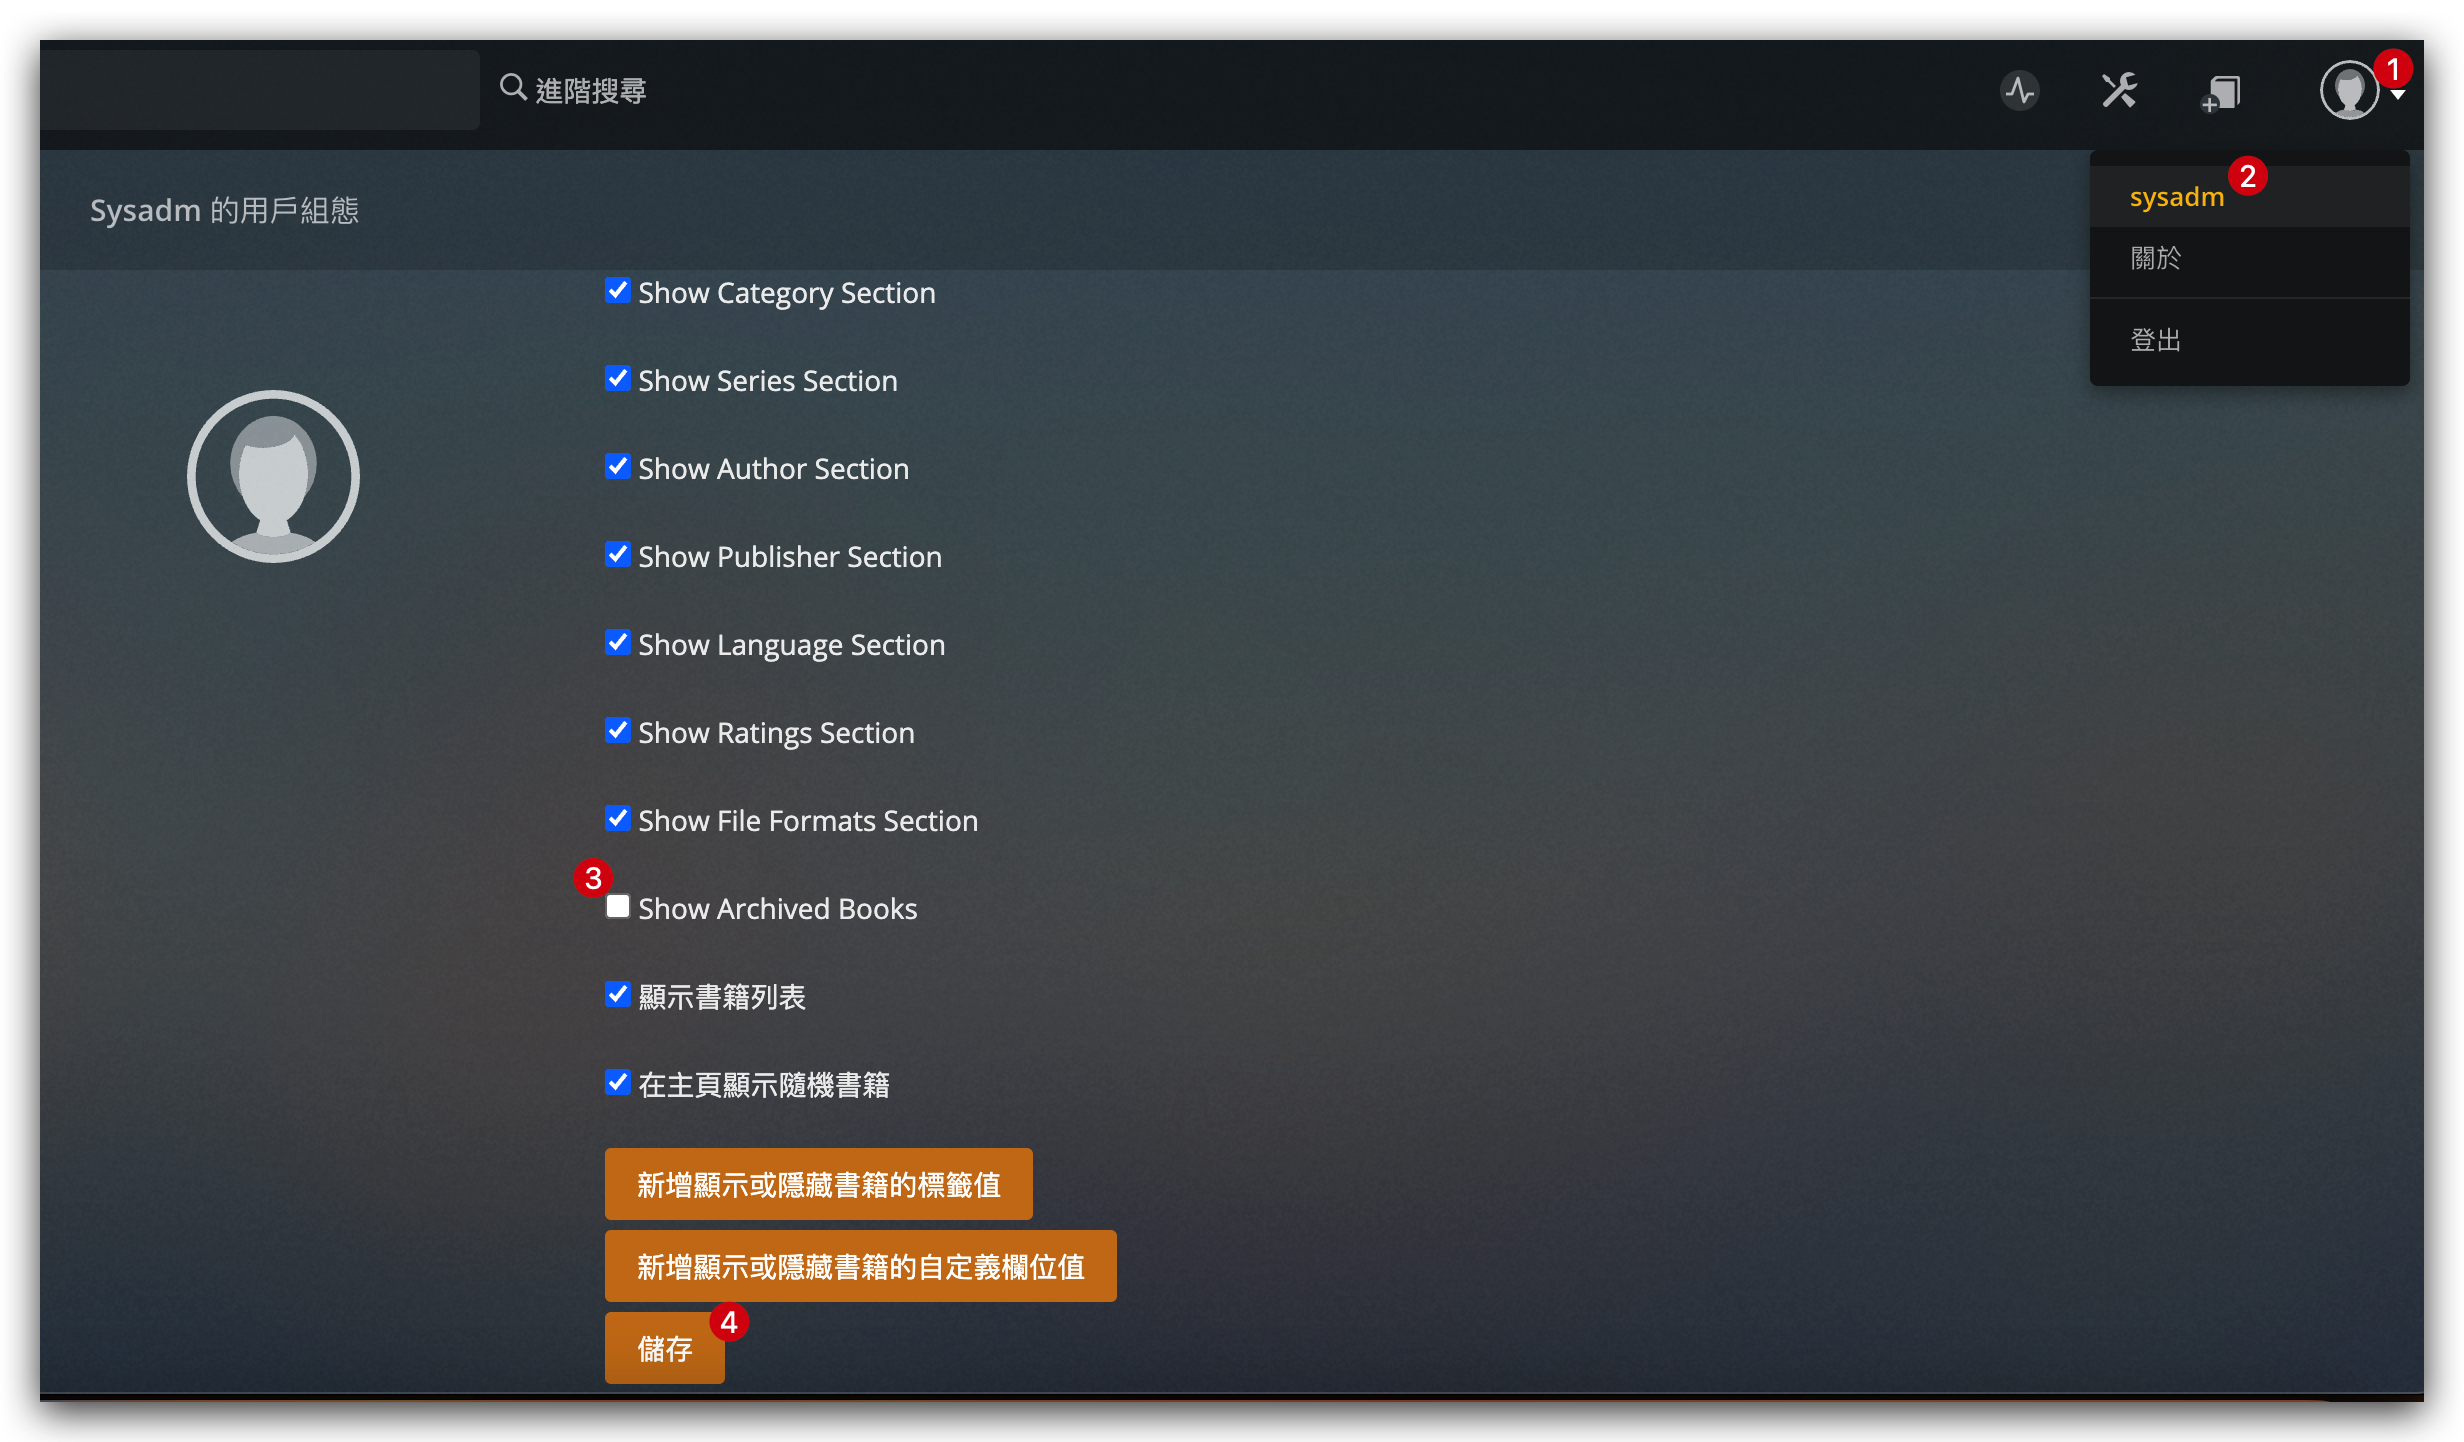 進階搜尋
1
Sysadm 的用戶組態
sysadm
2
關於
登出
Show Category Section
Show Series Section
Show Author Section
Show Publisher Section
Show Language Section
Show Ratings Section
Show File Formats Section
3
Show Archived Books
顯示書籍列表
在主頁顯示隨機書籍
新增顯示或隱藏書籍的標籤值
新增顯示或隱藏書籍的自定義欄位值
4
儲存